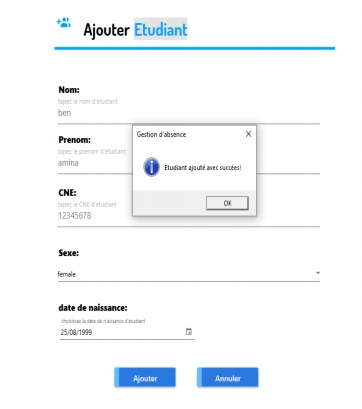 Ajouter Etudiant
Nom:
tapez le nom d'etudiant
ben
Prenom:
tapez le prenom d'etudiant
amina
Gestion d'absence
Etudiant ajouté avec succées!
OK
CNE:
tapez le CNE d'etudiant
12345678
Sexe:
female
date de naissance:
choisissez la date de naissance d'etudiant
25/08/1999
Ajouter Annuler